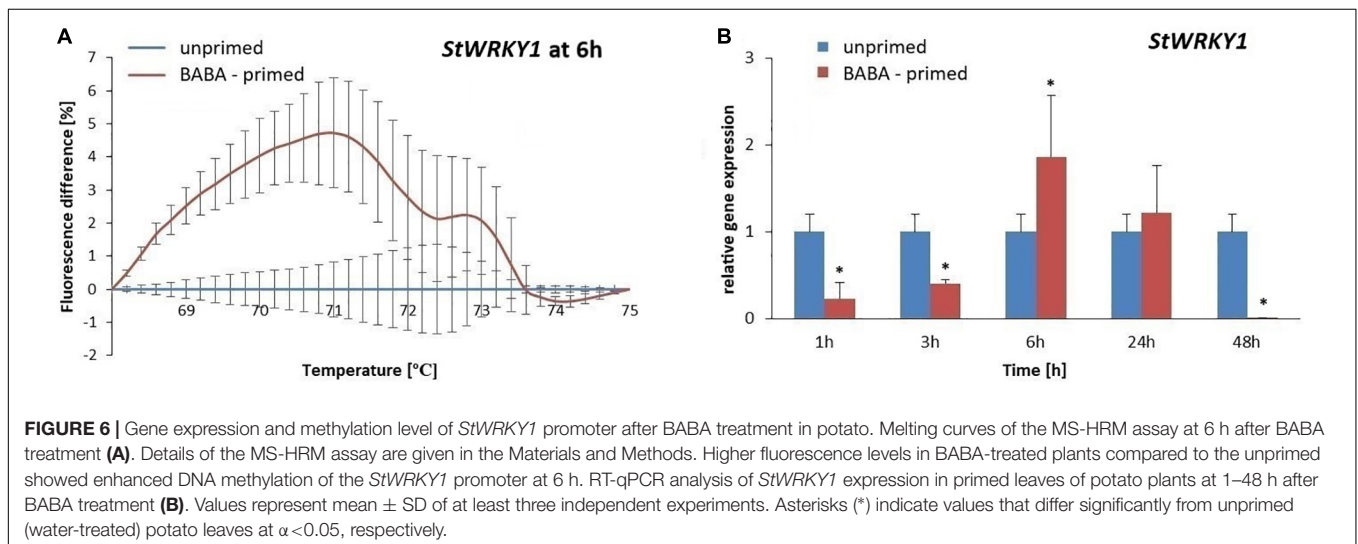 A
unprimed
BABA - primed
StWRKY1 at 6h
7
6
5
4
3
2
1
0
-1
-2
Fluorescence difference [%]
69 70 71 72 73 74 75
Temperature [°C]
B
unprimed
BABA - primed
StWRKY1
3
2
1
0
relative gene expression
* * * *
1h 3h 6h 24h 48h
Time [h]
FIGURE 6 | Gene expression and methylation level of StWRKY1 promoter after BABA treatment in potato. Melting curves of the MS-HRM assay at 6 h after BABA
treatment (A). Details of the MS-HRM assay are given in the Materials and Methods. Higher fluorescence levels in BABA-treated plants compared to the unprimed
showed enhanced DNA methylation of the StWRKY1 promoter at 6 h. RT-qPCR analysis of StWRKY1 expression in primed leaves of potato plants at 1–48 h after
BABA treatment (B). Values represent mean ± SD of at least three independent experiments. Asterisks (*) indicate values that differ significantly from unprimed
(water-treated) potato leaves at α<0.05, respectively.